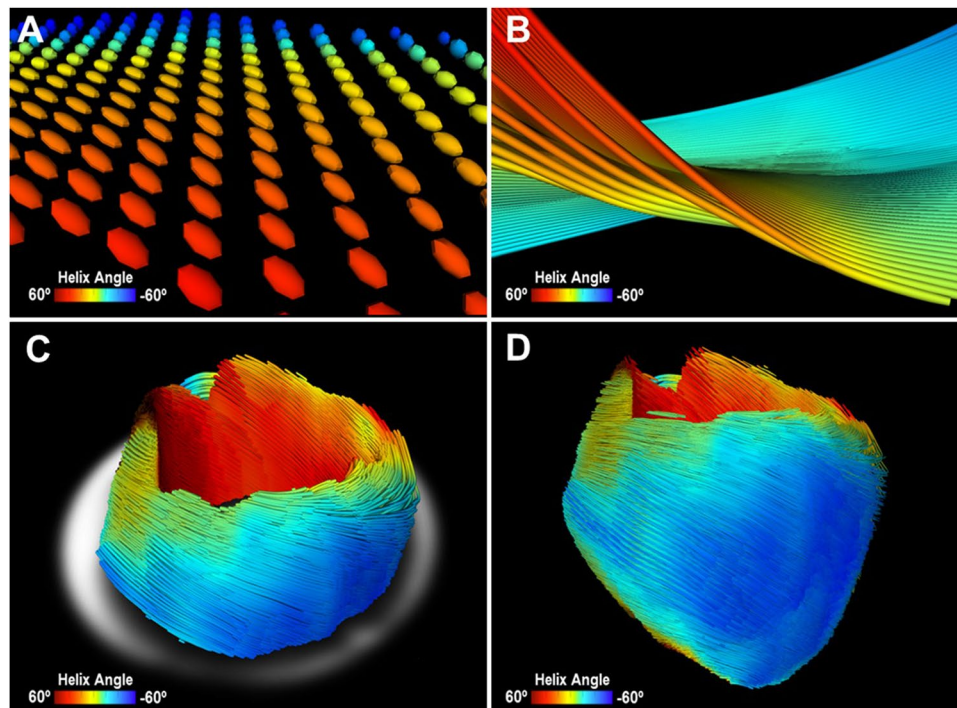 A
B
Helix Angle
60º -60º
Helix Angle
60º -60º
C
D
Helix Angle
60º -60º
Helix Angle
60º -60º